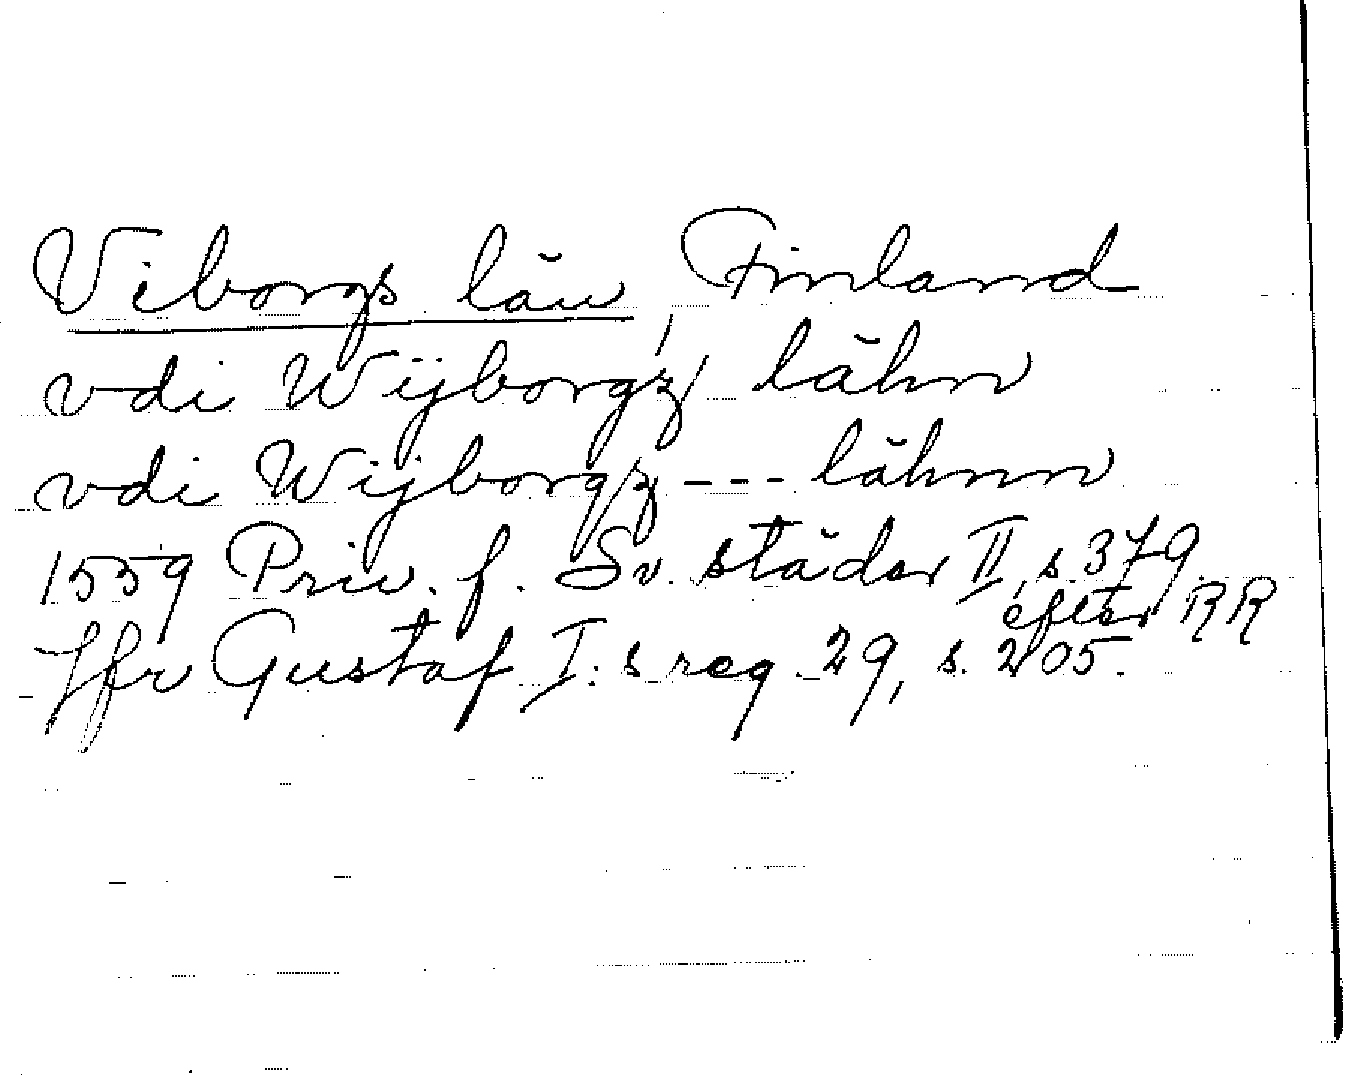 Viborgs län, Finland
vdi Wijborgz lähn
vdi Wijborgz --- lähnn
1559 Priv. f. Sv. städer II, s. 379
efter RR
Jfr Gustaf I:s reg. 29, s. 205.